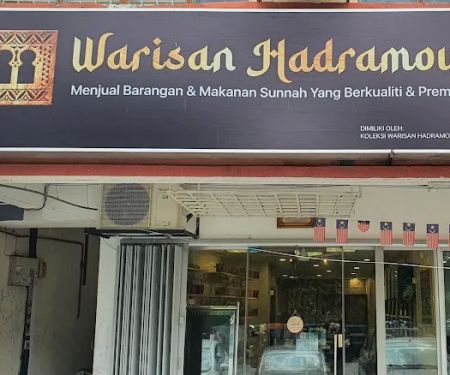 Warisan Hadramou
Menjual Barangan & Makanan Sunnah Yang Berkualiti & Prem
DIMILIKI OLEH:
KOLEKSI WARISAN HADRAMO